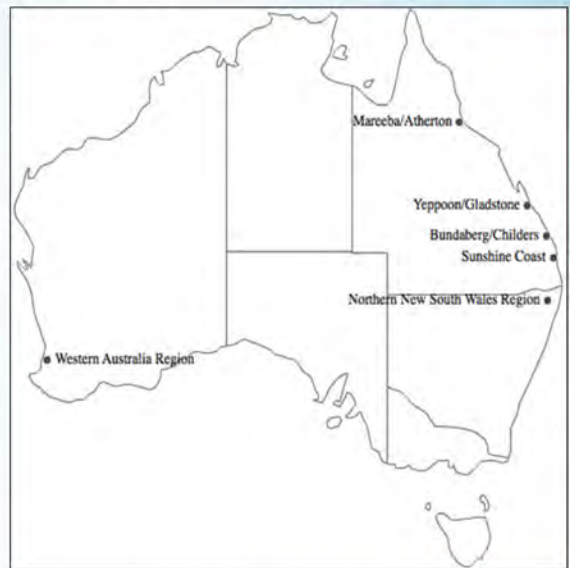 Mareeba/Atherton
Yeppoon/Gladstone
Bundaberg/Childers
Sunshine Coast
Northern New South Wales Region
Western Australia Region